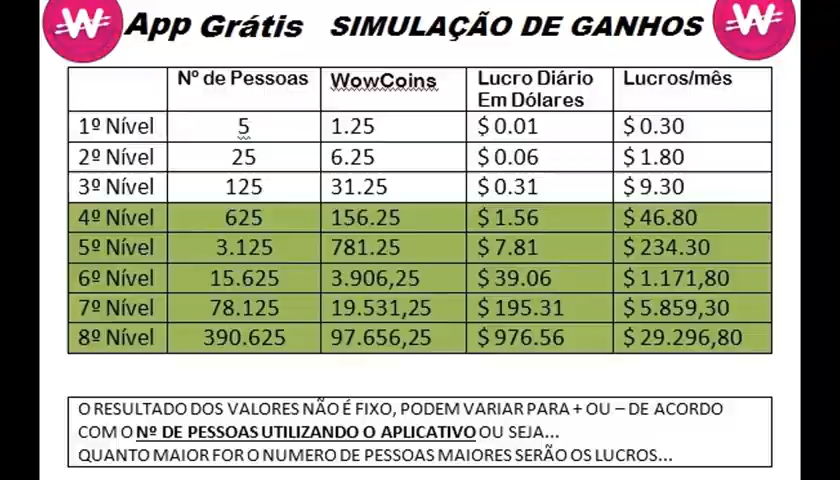 W App Grátis SIMULAÇÃO DE GANHOS W
Nº de Pessoas WowCoins Lucro Diário Em Dólares Lucros/mês
1º Nível 5 1.25 $ 0.01 $ 0.30
2º Nível 25 6.25 $ 0.06 $ 1.80
3º Nível 125 31.25 $ 0.31 $ 9.30
4º Nível 625 156.25 $ 1.56 $ 46.80
5º Nível 3.125 781.25 $ 7.81 $ 234.30
6º Nível 15.625 3.906,25 $ 39.06 $ 1.171,80
7º Nível 78.125 19.531,25 $ 195.31 $ 5.859,30
8º Nível 390.625 97.656,25 $ 976.56 $ 29.296,80
O RESULTADO DOS VALORES NÃO É FIXO, PODEM VARIAR PARA + OU – DE ACORDO
COM O Nº DE PESSOAS UTILIZANDO O APLICATIVO OU SEJA...
QUANTO MAIOR FOR O NUMERO DE PESSOAS MAIORES SERÃO OS LUCROS...